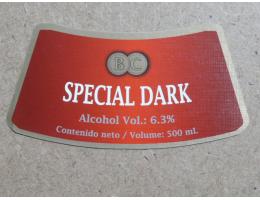 BC
SPECIAL DARK
Alcohol Vol.: 6.3%
Contenido neto / Volume: 500 ml.